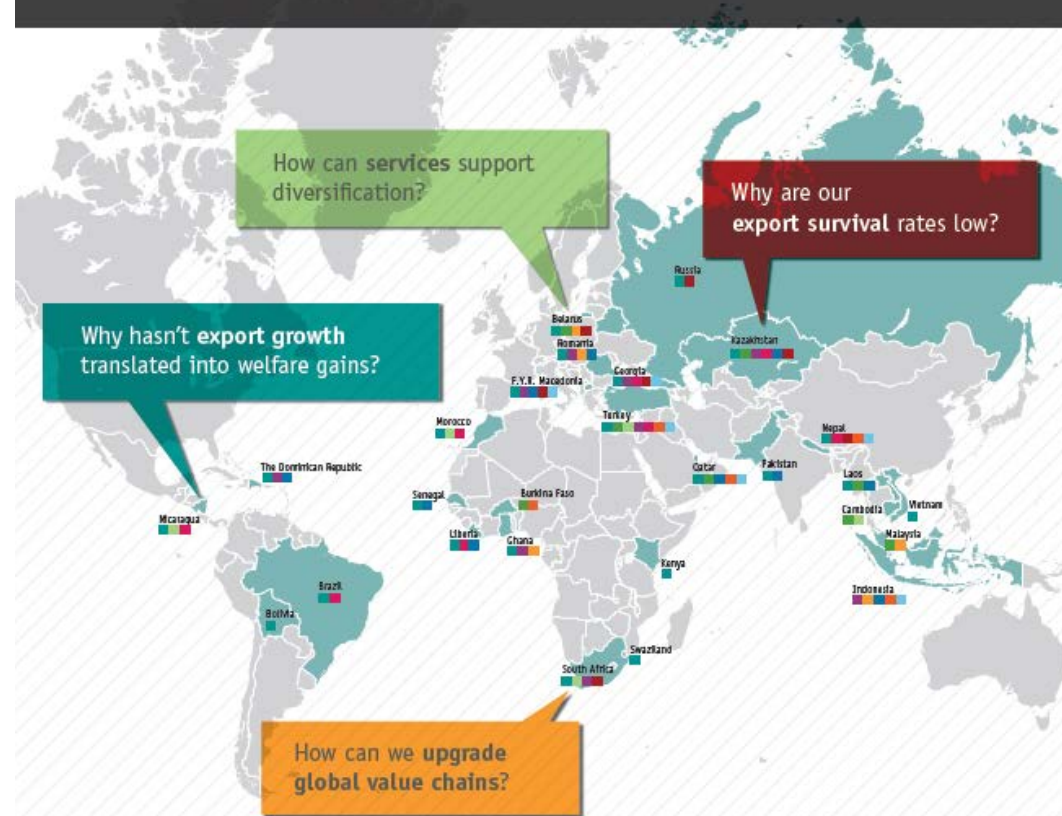 How can services support
diversification?
Why are our
export survival rates low?
Russia
Why hasn't export growth
translated into welfare gains?
Belarus
Romania
Kazakhstan
F.Y.R. Macedonia
Georgia
Turkey
Morocco
Nepal
The Dominican Republic
Qatar
Pakistan
Senegal
Burkina Faso
Laos
Vietnam
Nicaragua
Cambodia
Liberia
Ghana
Malaysia
Kenya
Brazil
Indonesia
Bolivia
Swaziland
South Africa
How can we upgrade
global value chains?